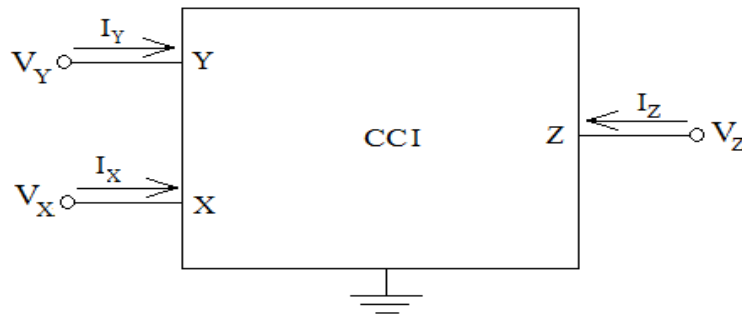 I_Y
V_Y Y
I_Z
CCI Z V_Z
I_X
V_X X